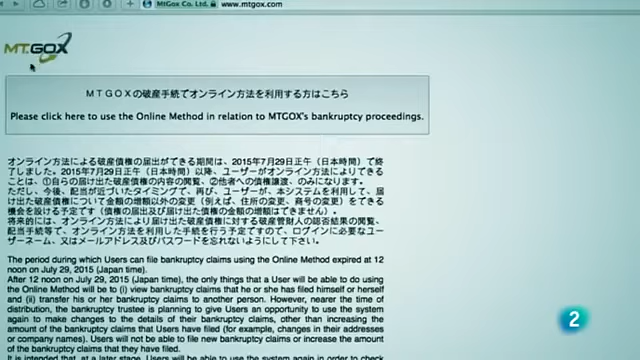 MtGox Co. Ltd. www.mtgox.com
MT.GOX
MTGOXの破産手続でオンライン方法を利用する方はこちら
Please click here to use the Online Method in relation to MTGOX's bankruptcy proceedings.
オンライン方法による破産債権の届出ができる期間は、2015年7月29日正午（日本時間）で終
了しました。2015年7月29日正午（日本時間）以降、ユーザーがオンライン方法によりできる
ことは、①自らの届け出た破産債権の内容の閲覧、②他者への債権譲渡、のみになります。
ただし、今後、配当が近づいたタイミングで、再び、ユーザーが、本システムを利用して、届
け出た破産債権について金額の増額以外の変更（例えば、住所の変更、商号の変更）をできる
機会を設ける予定です（債権の届出及び届け出た債権の金額の増額はできません）。
将来的には、オンライン方法により届け出た破産債権に対する破産管財人の認否結果の閲覧、
配当手続等で、オンライン方法を利用した手続を行う予定ですので、ログインに必要なユー
ザーネーム、又はメールアドレス及びパスワードを忘れないようにして下さい。
The period during which Users can file bankruptcy claims using the Online Method expired at 12
noon on July 29, 2015 (Japan time).
After 12 noon on July 29, 2015 (Japan time), the only things that a User will be able to do using
the Online Method will be to (i) view bankruptcy claims that he or she has filed himself or herself
and (ii) transfer his or her bankruptcy claims to another person. However, nearer the time of
distribution, the bankruptcy trustee is planning to give Users an opportunity to use the system
again to make changes to the details of their bankruptcy claims, other than increasing the
amount of the bankruptcy claims that Users have filed (for example, changes in their addresses
or company names). Users will not be able to file new bankruptcy claims or increase the amount
of the bankruptcy claims that they have filed.
It is intended that, at a later stage, Users will be able to use the system again in order to check
2